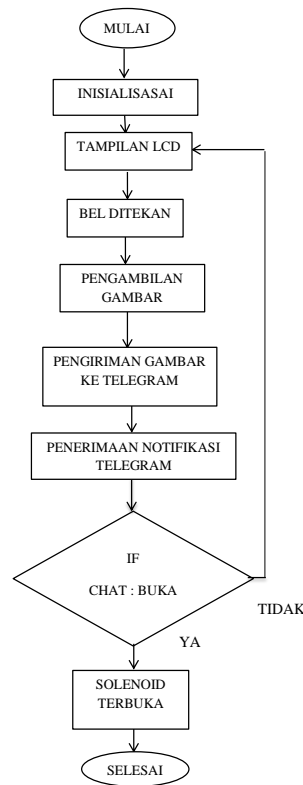 MULAI
INISIALISASAI
TAMPILAN LCD
BEL DITEKAN
PENGAMBILAN
GAMBAR
PENGIRIMAN GAMBAR
KE TELEGRAM
PENERIMAAN NOTIFIKASI
TELEGRAM
IF
CHAT : BUKA
TIDAK
YA
SOLENOID
TERBUKA
SELESAI